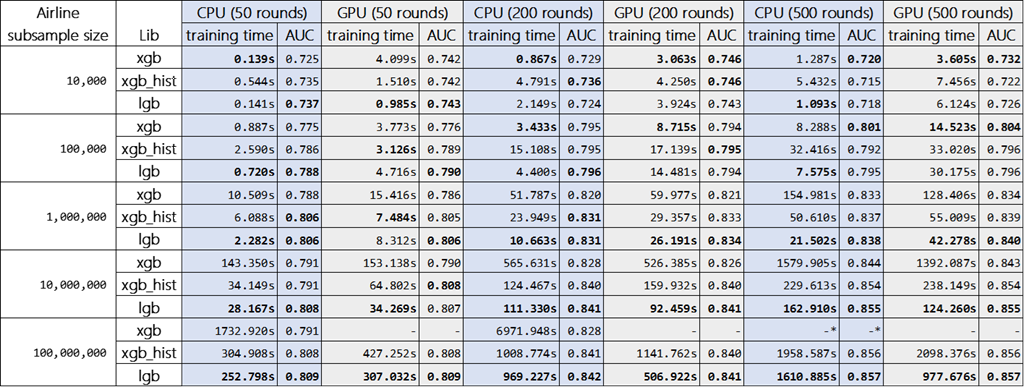 Airline CPU (50 rounds) GPU (50 rounds) CPU (200 rounds) GPU (200 rounds) CPU (500 rounds) GPU (500 rounds)
subsample size Lib training time AUC training time AUC training time AUC training time AUC training time AUC training time AUC
xgb 0.139s 0.725 4.099s 0.742 0.867s 0.729 3.063s 0.746 1.287s 0.720 3.605s 0.732
10,000 xgb_hist 0.544s 0.735 1.510s 0.742 4.791s 0.736 4.250s 0.746 5.432s 0.715 7.456s 0.722
lgb 0.141s 0.737 0.985s 0.743 2.149s 0.724 3.924s 0.743 1.093s 0.718 6.124s 0.726
xgb 0.887s 0.775 3.773s 0.776 3.433s 0.795 8.715s 0.794 8.288s 0.801 14.523s 0.804
100,000 xgb_hist 2.590s 0.786 3.126s 0.789 15.108s 0.795 17.139s 0.795 32.416s 0.792 33.020s 0.796
lgb 0.720s 0.788 4.716s 0.790 4.400s 0.796 14.481s 0.794 7.575s 0.795 30.175s 0.796
xgb 10.509s 0.788 15.416s 0.786 51.787s 0.820 59.977s 0.821 154.981s 0.833 128.406s 0.834
1,000,000 xgb_hist 6.088s 0.806 7.484s 0.805 23.949s 0.831 29.357s 0.833 50.610s 0.837 55.009s 0.839
lgb 2.282s 0.806 8.312s 0.806 10.663s 0.831 26.191s 0.834 21.502s 0.838 42.278s 0.840
xgb 143.350s 0.791 153.138s 0.790 565.631s 0.828 526.385s 0.826 1579.905s 0.844 1392.087s 0.843
10,000,000 xgb_hist 34.149s 0.791 64.802s 0.808 124.467s 0.840 159.932s 0.840 229.613s 0.854 238.149s 0.854
lgb 28.167s 0.808 34.269s 0.807 111.330s 0.841 92.459s 0.841 162.910s 0.855 124.260s 0.855
xgb 1732.920s 0.791 - - 6971.948s 0.828 - - -* -* - -
100,000,000 xgb_hist 304.908s 0.808 427.252s 0.808 1008.774s 0.841 1141.762s 0.840 1958.587s 0.856 2098.376s 0.856
lgb 252.798s 0.809 307.032s 0.809 969.227s 0.842 506.922s 0.841 1610.885s 0.857 977.676s 0.857